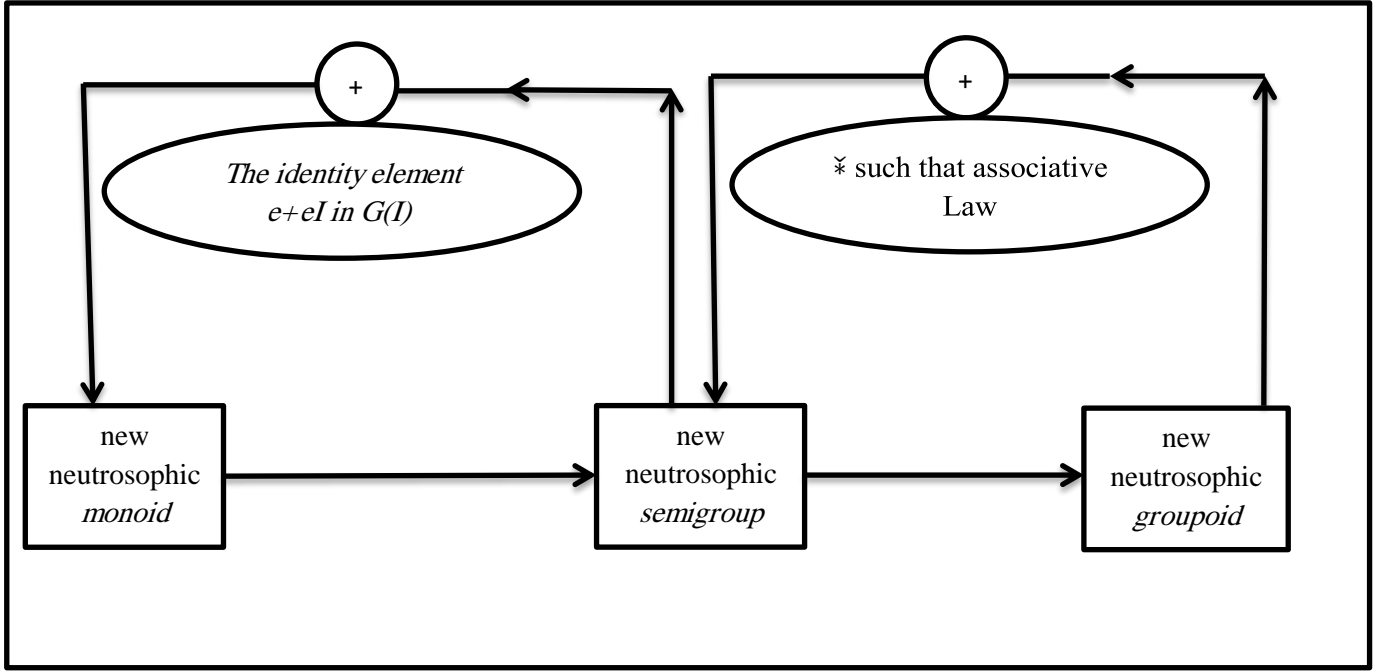 +
+
The identity element
e+eI in G(I)
⚹ such that associative
Law
new
neutrosophic
monoid
new
neutrosophic
semigroup
new
neutrosophic
groupoid